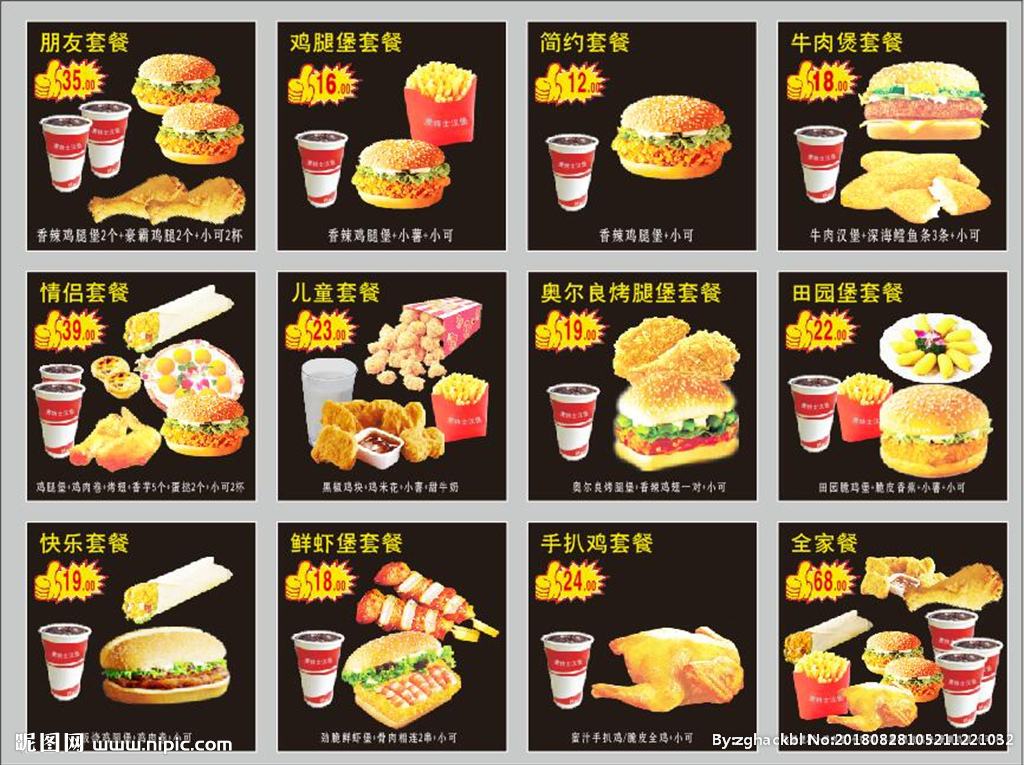 朋友套餐
35.00
香辣鸡腿堡2个+豪霸鸡腿2个+小可2杯
鸡腿堡套餐
16.00
香辣鸡腿堡+小薯+小可
简约套餐
12.00
香辣鸡腿堡+小可
牛肉煲套餐
18.00
牛肉汉堡+深海鳕鱼条3条+小可
情侣套餐
39.00
鸡腿堡+鸡肉卷+烤翅+香芋5个+蛋挞2个+小可2杯
儿童套餐
23.00
黑椒鸡块+鸡米花+小薯+甜牛奶
奥尔良烤腿堡套餐
19.00
奥尔良烤腿堡+香辣鸡翅一对+小可
田园堡套餐
22.00
田园脆鸡堡+脆皮香蕉+小薯+小可
快乐套餐
19.00
鸡肉卷+小可
鲜虾堡套餐
18.00
劲脆鲜虾堡+骨肉相连2串+小可
手扒鸡套餐
24.00
蜜汁手扒鸡/脆皮全鸡+小可
全家餐
68.00
昵图网 www.nipic.com
By:zghackbl No:20180828105211221032